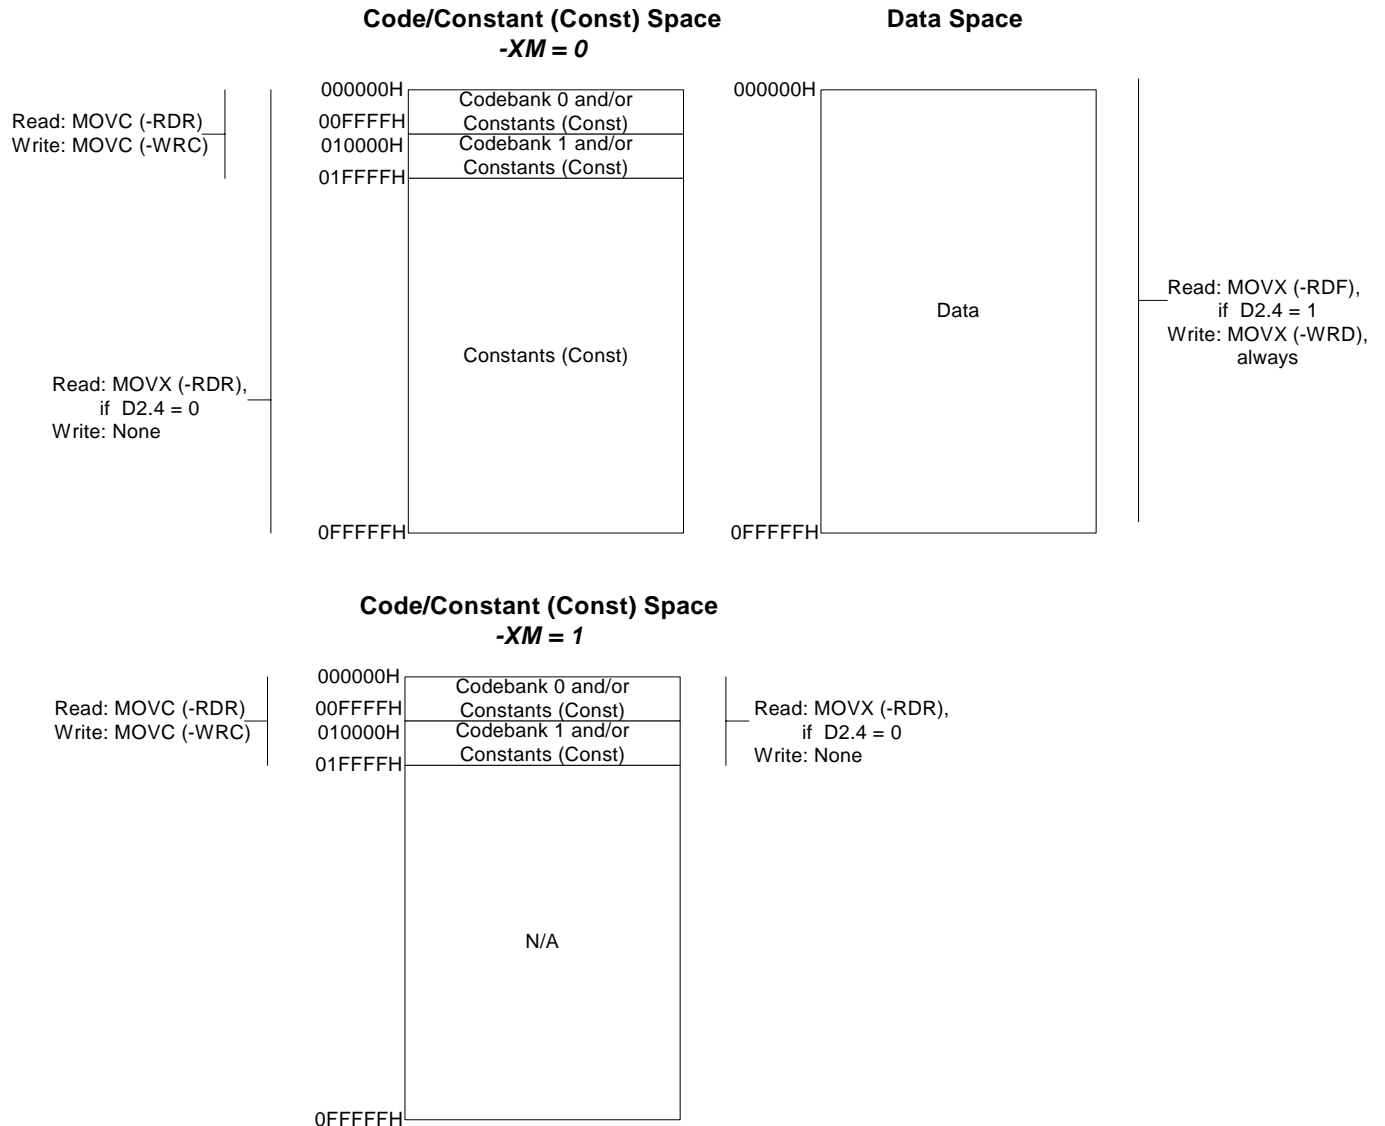 Code/Constant (Const) Space
-XM = 0
Data Space
000000H
Codebank 0 and/or
Constants (Const)
00FFFFH
010000H
Codebank 1 and/or
Constants (Const)
01FFFFH
Read: MOVC (-RDR)
Write: MOVC (-WRC)
Constants (Const)
Read: MOVX (-RDR),
if D2.4 = 0
Write: None
0FFFFFH
000000H
Data
0FFFFFH
Read: MOVX (-RDF),
if D2.4 = 1
Write: MOVX (-WRD),
always
Code/Constant (Const) Space
-XM = 1
000000H
Codebank 0 and/or
Constants (Const)
00FFFFH
010000H
Codebank 1 and/or
Constants (Const)
01FFFFH
Read: MOVC (-RDR)
Write: MOVC (-WRC)
Read: MOVX (-RDR),
if D2.4 = 0
Write: None
N/A
0FFFFFH